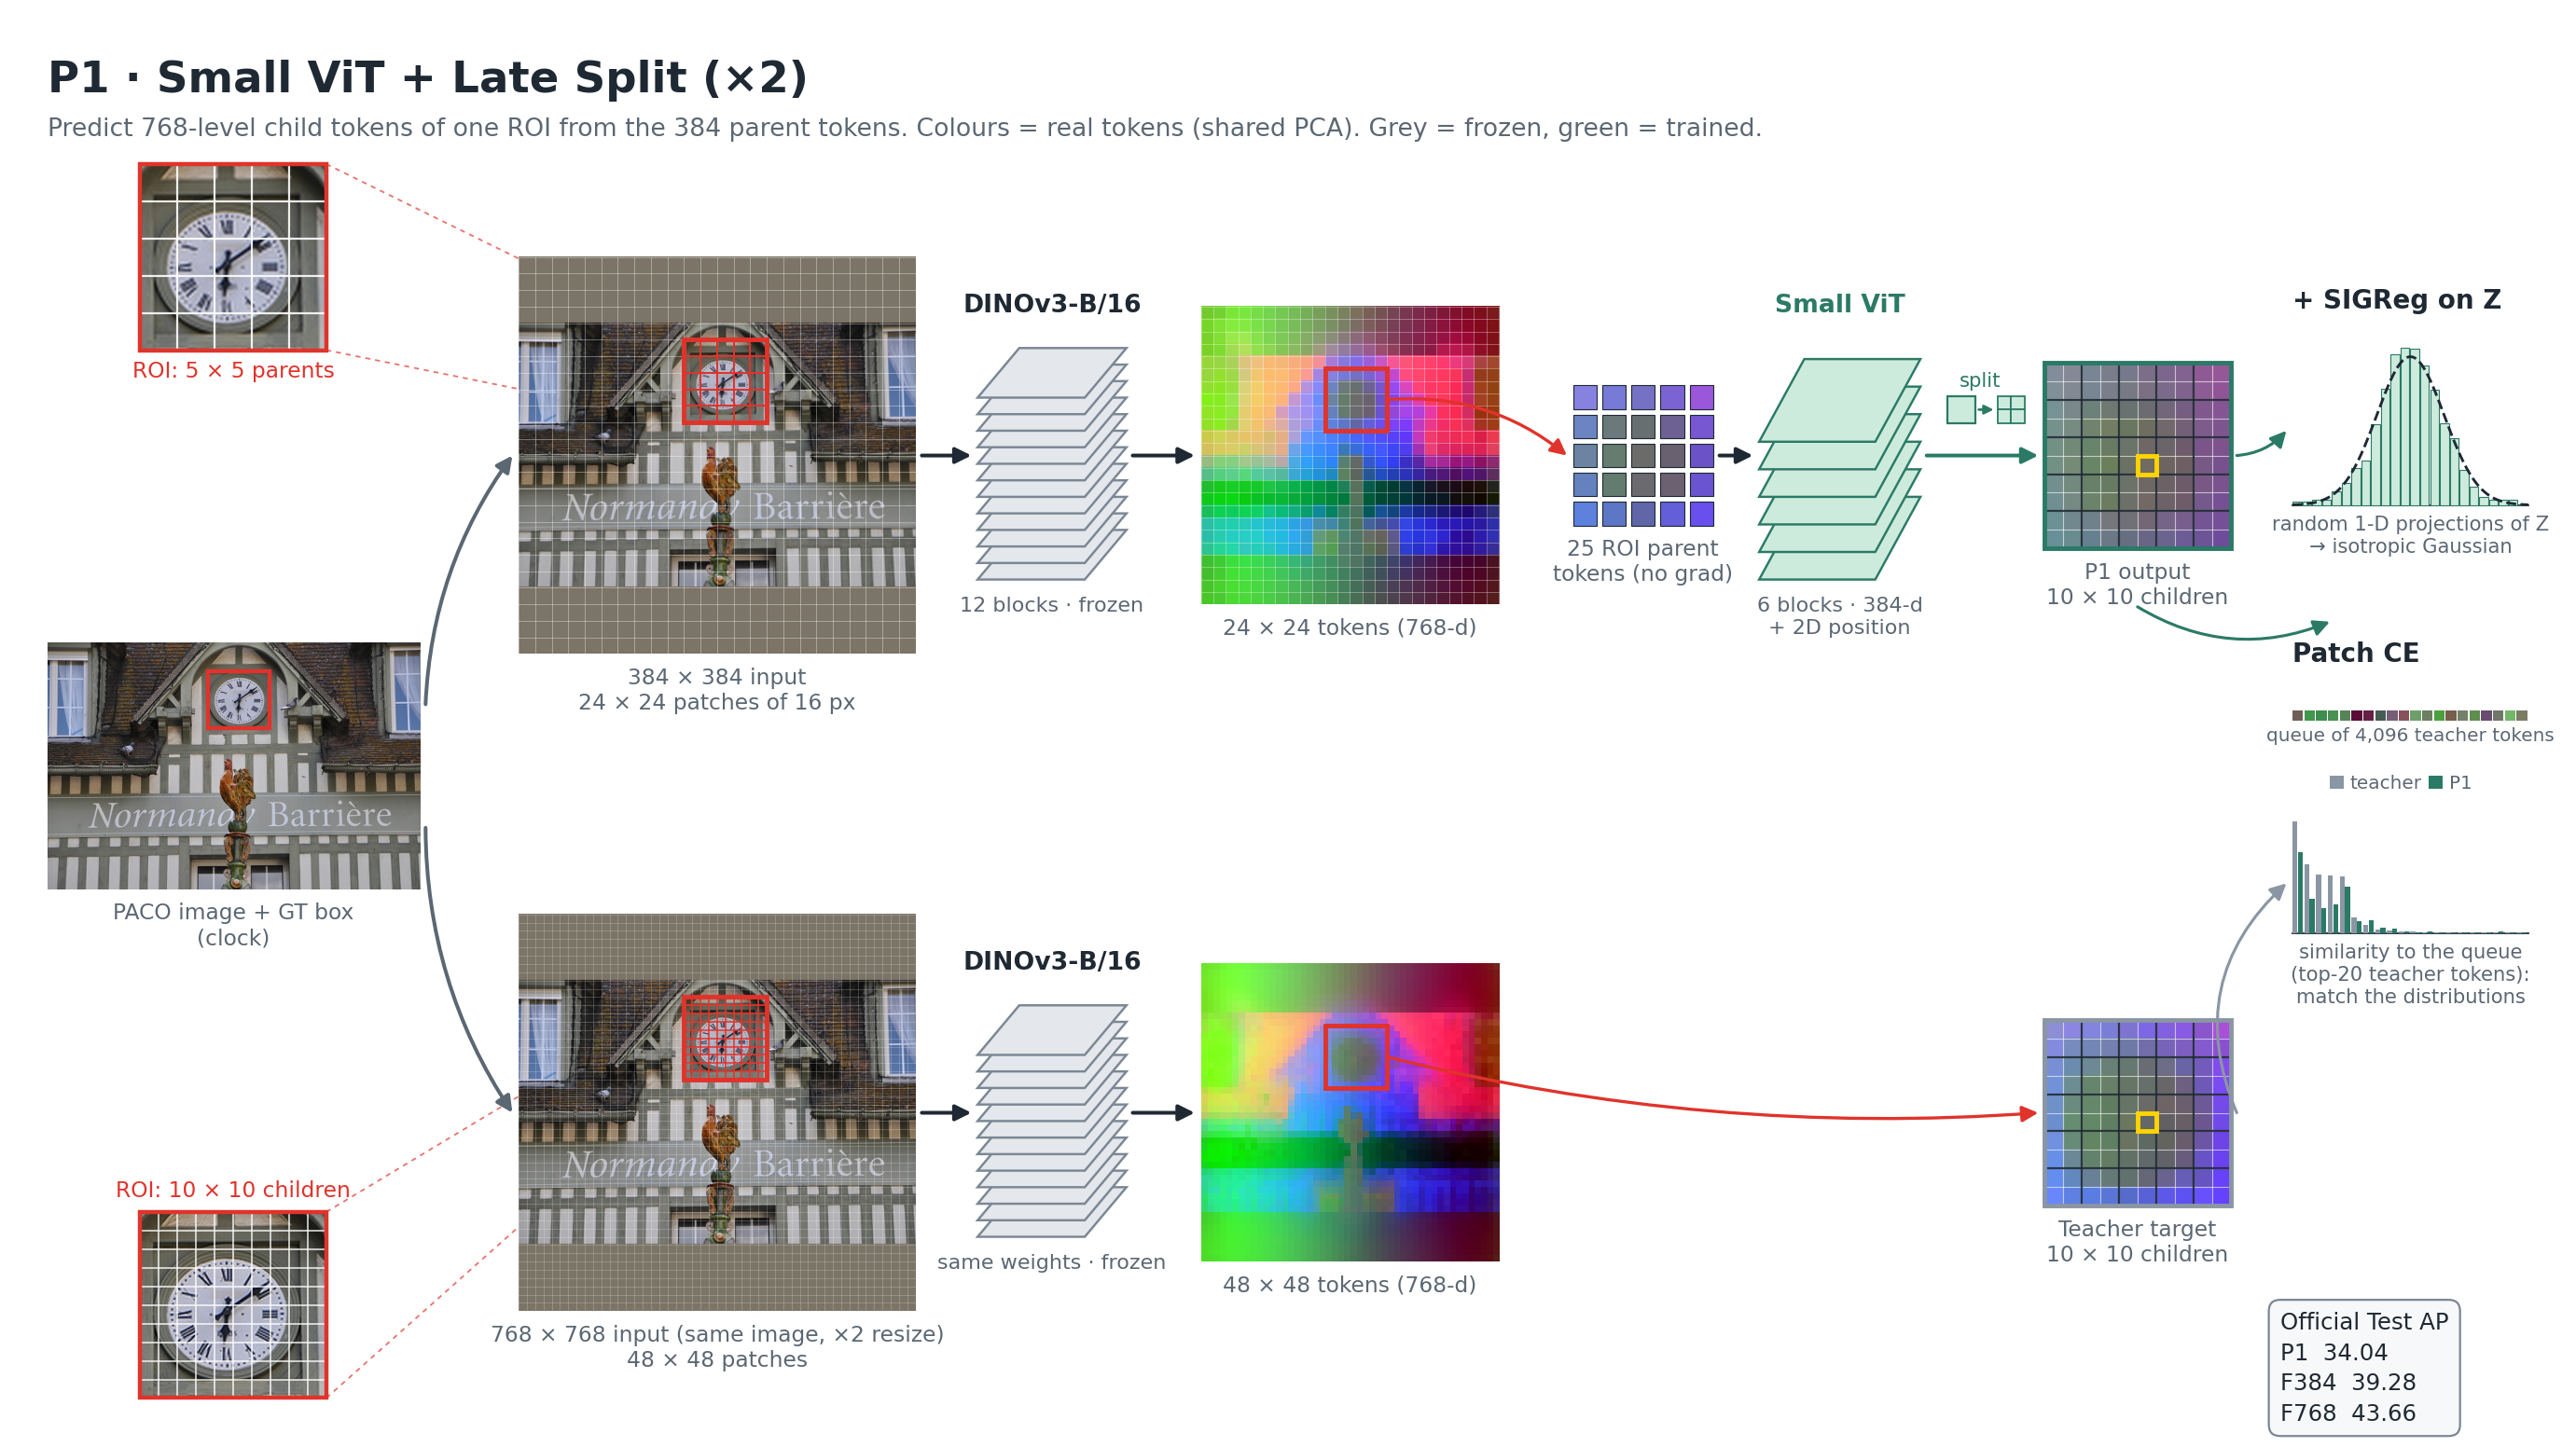 P1 · Small ViT + Late Split (×2)
Predict 768-level child tokens of one ROI from the 384 parent tokens. Colours = real tokens (shared PCA). Grey = frozen, green = trained.
ROI: 5 × 5 parents
Normandy Barrière
PACO image + GT box
(clock)
ROI: 10 × 10 children
Normandy Barrière
384 × 384 input
24 × 24 patches of 16 px
DINOv3-B/16
12 blocks · frozen
24 × 24 tokens (768-d)
25 ROI parent
tokens (no grad)
Small ViT
6 blocks · 384-d
+ 2D position
split
P1 output
10 × 10 children
+ SIGReg on Z
random 1-D projections of Z
→ isotropic Gaussian
Patch CE
queue of 4,096 teacher tokens
teacher P1
similarity to the queue
(top-20 teacher tokens):
match the distributions
Normandy Barrière
768 × 768 input (same image, ×2 resize)
48 × 48 patches
DINOv3-B/16
same weights · frozen
48 × 48 tokens (768-d)
Teacher target
10 × 10 children
Official Test AP
P1 34.04
F384 39.28
F768 43.66